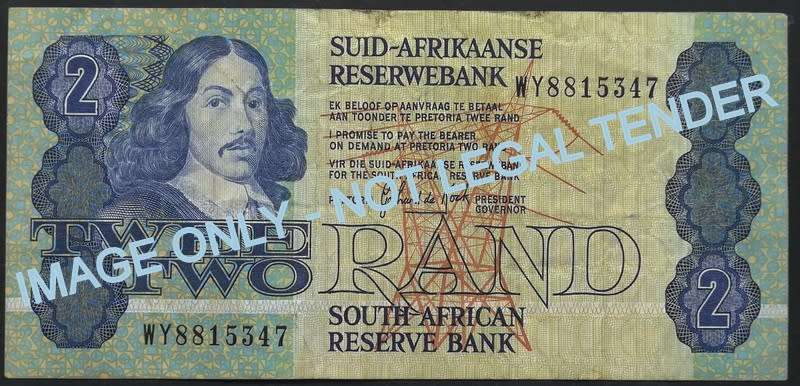 2
SUID-AFRIKAANSE
RESERWEBANK
WY8815347
EK BELOOF OP AANVRAAG TE BETAAL
AAN TOONDER TE PRETORIA TWEE RAND
I PROMISE TO PAY THE BEARER
ON DEMAND AT PRETORIA TWO RAND
VIR DIE SUID-AFRIKAANSE RESERWEBANK
FOR THE SOUTH AFRICAN RESERVE BANK
PRESIDENT
GOVERNOR
IMAGE ONLY - NOT LEGAL TENDER
TWEE
TWO
RAND
2
WY8815347
SOUTH AFRICAN
RESERVE BANK